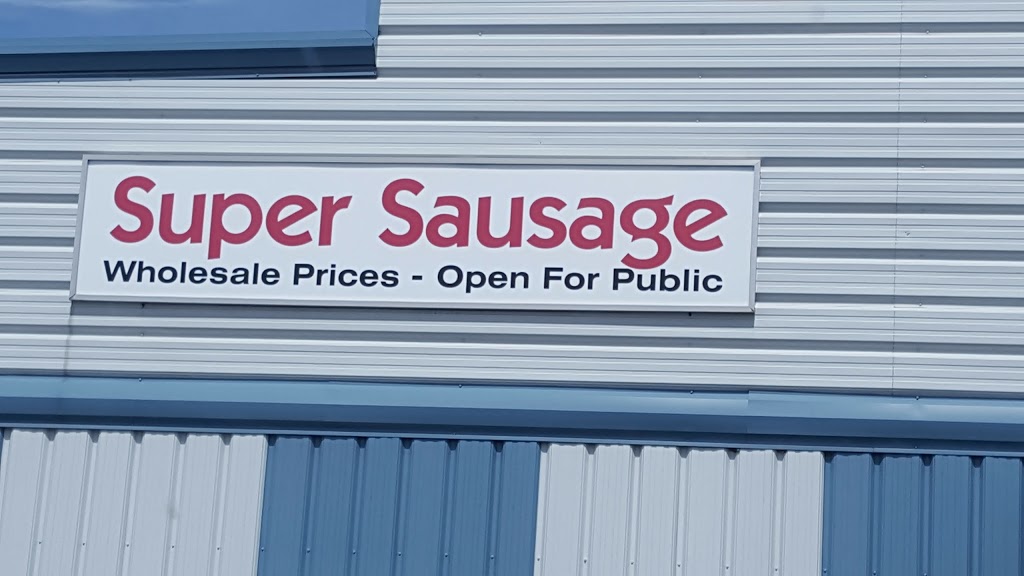 Super Sausage
Wholesale Prices - Open For Public